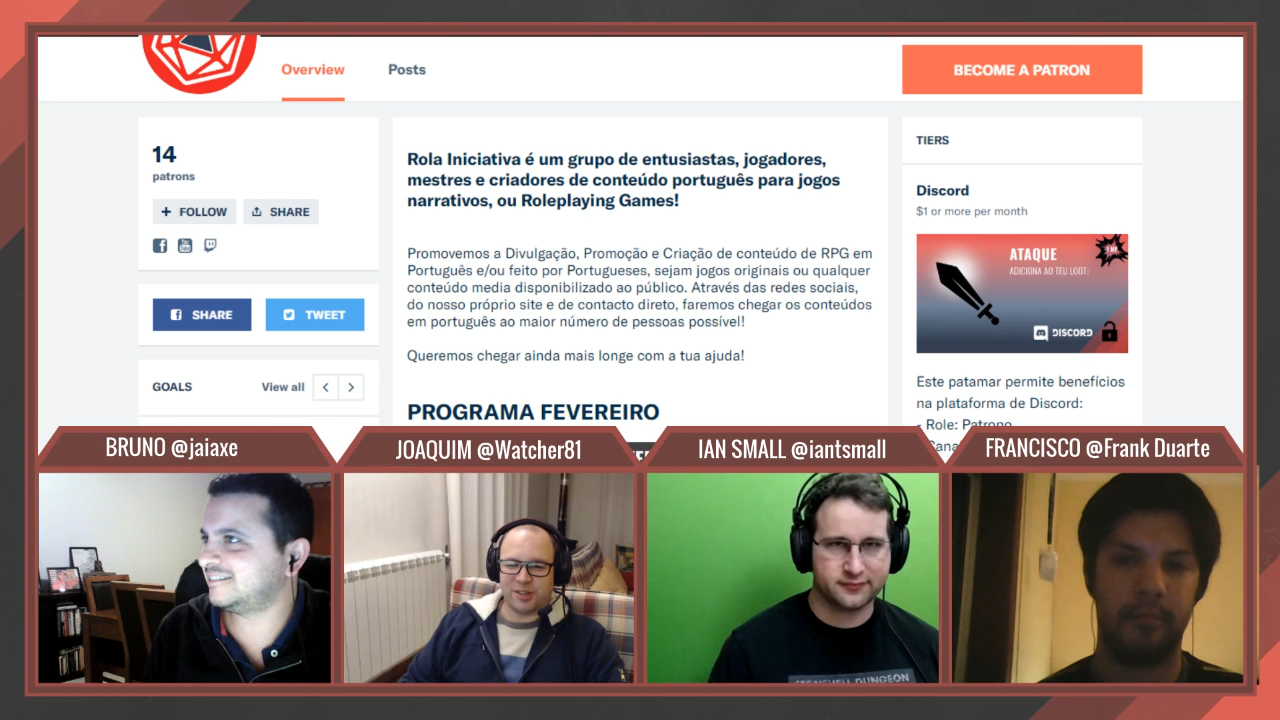 Overview
Posts
BECOME A PATRON
14
patrons
FOLLOW
SHARE
SHARE
TWEET
GOALS
View all
Rola Iniciativa é um grupo de entusiastas, jogadores,
mestres e criadores de conteúdo português para jogos
narrativos, ou Roleplaying Games!
Promovemos a Divulgação, Promoção e Criação de conteúdo de RPG em
Português e/ou feito por Portugueses, sejam jogos originais ou qualquer
conteúdo media disponibilizado ao público. Através das redes sociais,
do nosso próprio site e de contacto direto, faremos chegar os conteúdos
em português ao maior número de pessoas possível!
Queremos chegar ainda mais longe com a tua ajuda!
PROGRAMA FEVEREIRO
TIERS
Discord
$1 or more per month
ATAQUE
ADICIONA AO TEU LOOT:
DISCORD
Este patamar permite benefícios
na plataforma de Discord:
- Role: Patrono
BRUNO @jaiaxe
JOAQUIM @Watcher81
IAN SMALL @iantsmall
FRANCISCO @Frank Duarte
DUNGEON